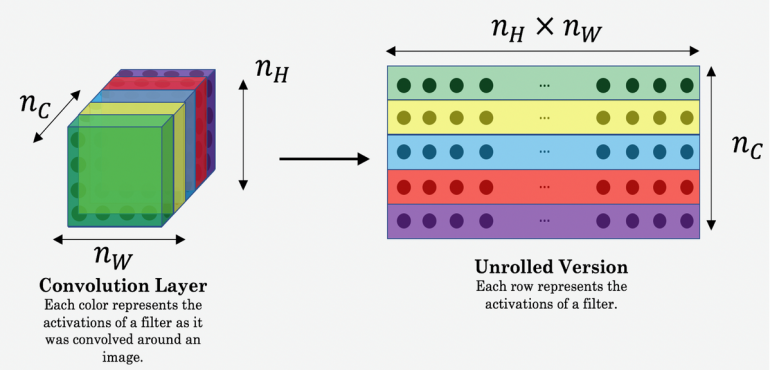 n_H × n_W
n_H
n_C
n_C
n_W
...
...
...
...
...
Convolution Layer
Each color represents the
activations of a filter as it
was convolved around an
image.
Unrolled Version
Each row represents the
activations of a filter.